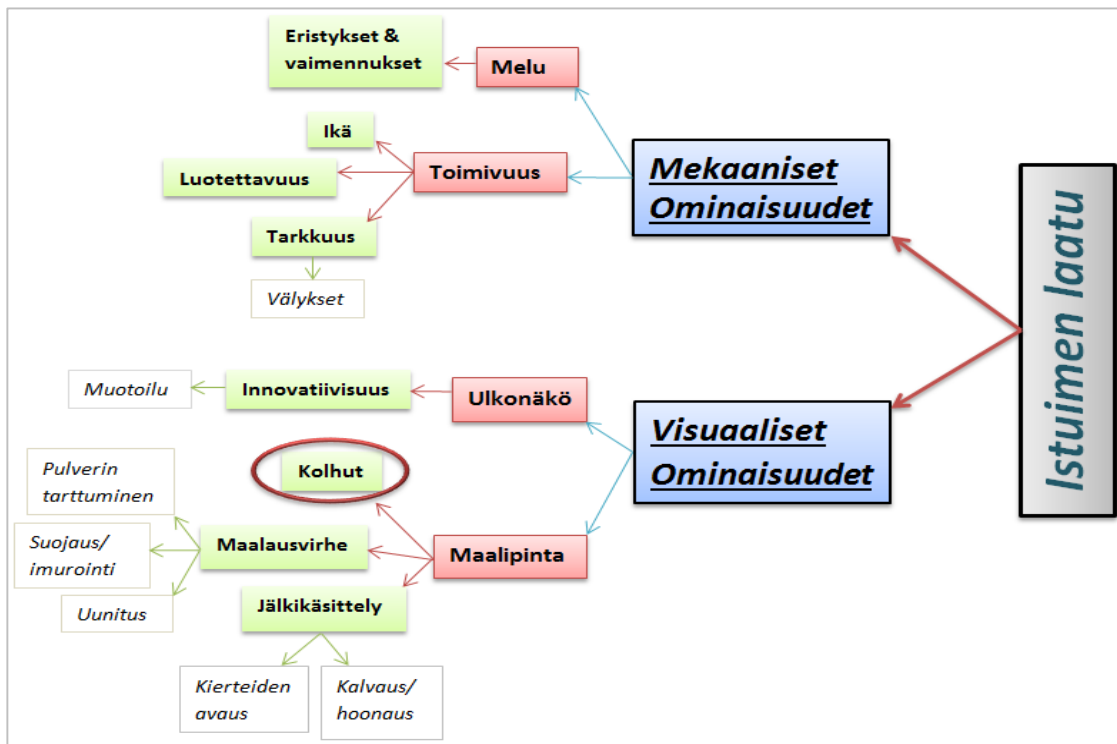 Eristykset &
vaimennukset
Melu
Ikä
Luotettavuus
Toimivuus
Tarkkuus
Välykset
Mekaaniset
Ominaisuudet
Istuimen laatu
Muotoilu
Innovatiivisuus
Ulkonäkö
Visuaaliset
Ominaisuudet
Kolhut
Pulverin
tarttuminen
Suojaus/
imurointi
Maalausvirhe
Maalipinta
Uunitus
Jälkikäsittely
Kierteiden
avaus
Kalvaus/
hoonaus